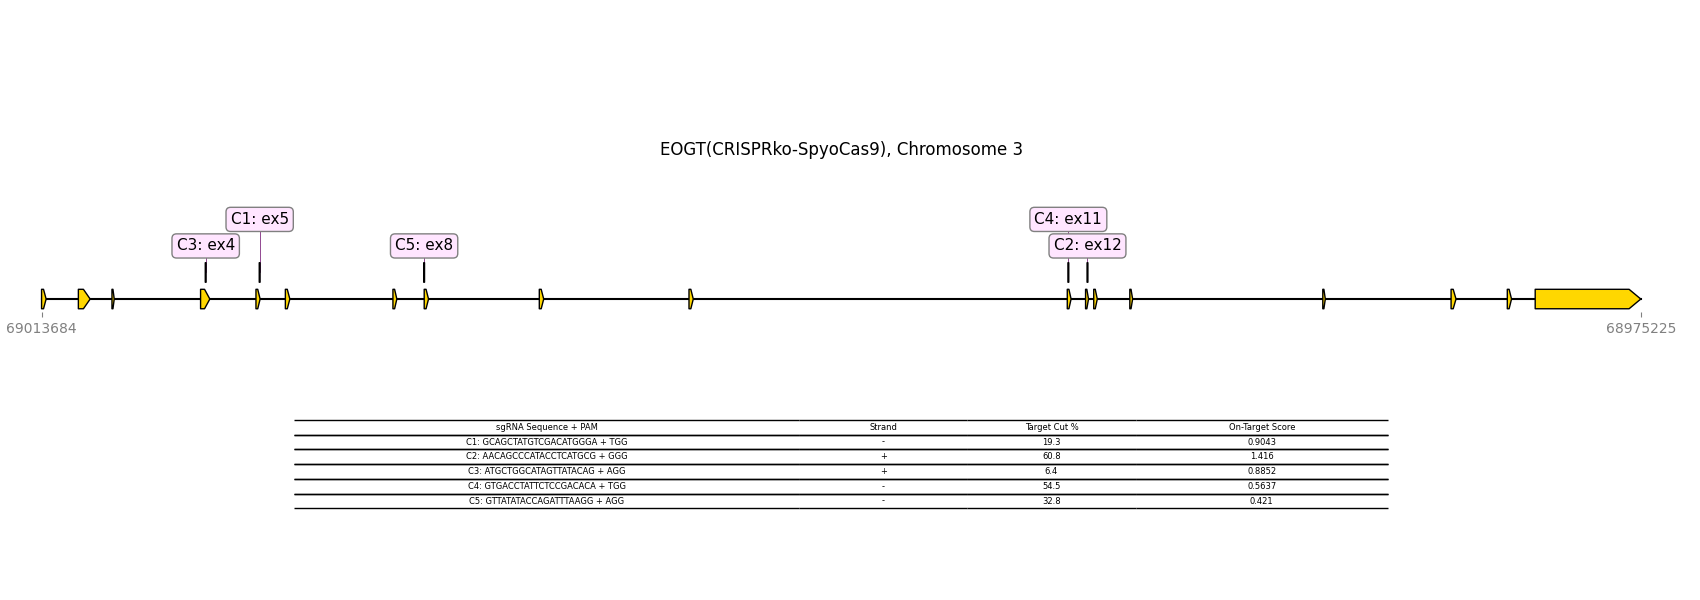 EOGT(CRISPRko-SpyoCas9), Chromosome 3
C1: ex5
C4: ex11
C3: ex4
C5: ex8
C2: ex12
69013684
68975225
sgRNA Sequence + PAM Strand Target Cut % On-Target Score
C1: GCAGCTATGTCGACATGGGA + TGG - 19.3 0.9043
C2: AACAGCCCATACCTCATGCG + GGG + 60.8 1.416
C3: ATGCTGGCATAGTTATACAG + AGG + 6.4 0.8852
C4: GTGACCTATTCTCCGACACA + TGG - 54.5 0.5637
C5: GTTATATACCAGATTTAAGG + AGG - 32.8 0.421